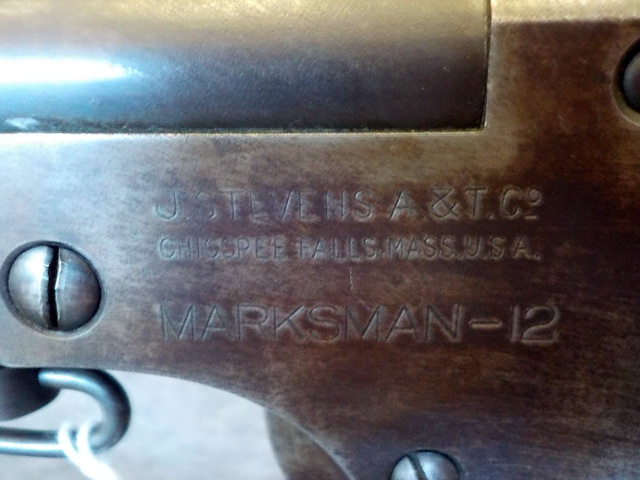 J. STEVENS A. & T. Co
CHICOPEE FALLS. MASS. U.S.A.
MARKSMAN-12